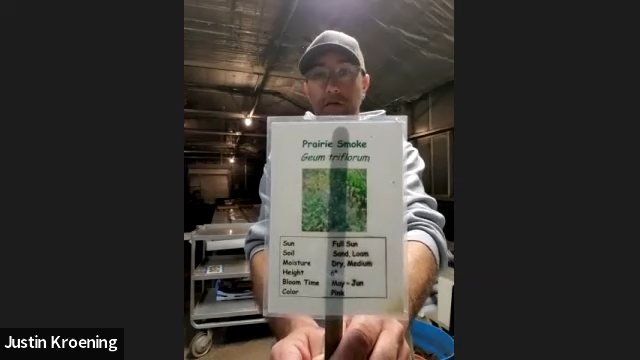 Prairie Smoke
Geum triflorum
Sun Full Sun
Soil Sand, Loam
Moisture Dry, Medium
Height 6"
Bloom Time May - Jun
Color Pink
Justin Kroening